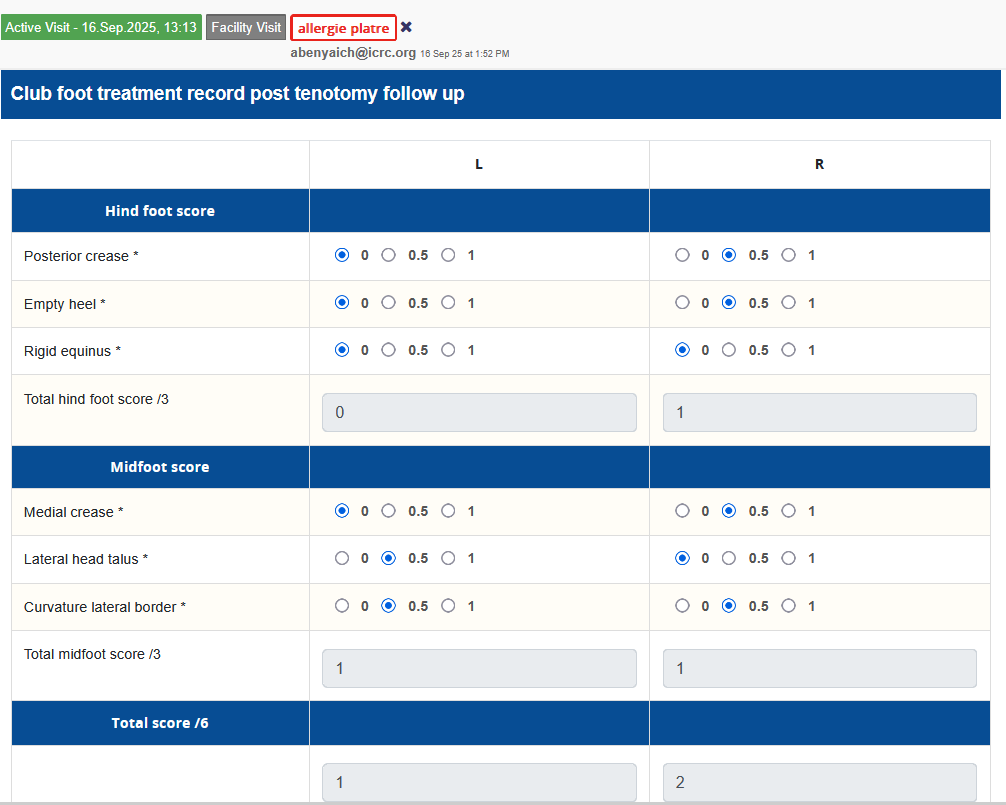 Active Visit - 16.Sep.2025, 13:13 Facility Visit allergie platre
abenyaich@icrc.org 16 Sep 25 at 1:52 PM
Club foot treatment record post tenotomy follow up
L R
Hind foot score
Posterior crease * 0 0.5 1 0 0.5 1
Empty heel * 0 0.5 1 0 0.5 1
Rigid equinus * 0 0.5 1 0 0.5 1
Total hind foot score /3 0 1
Midfoot score
Medial crease * 0 0.5 1 0 0.5 1
Lateral head talus * 0 0.5 1 0 0.5 1
Curvature lateral border * 0 0.5 1 0 0.5 1
Total midfoot score /3 1 1
Total score /6
1 2